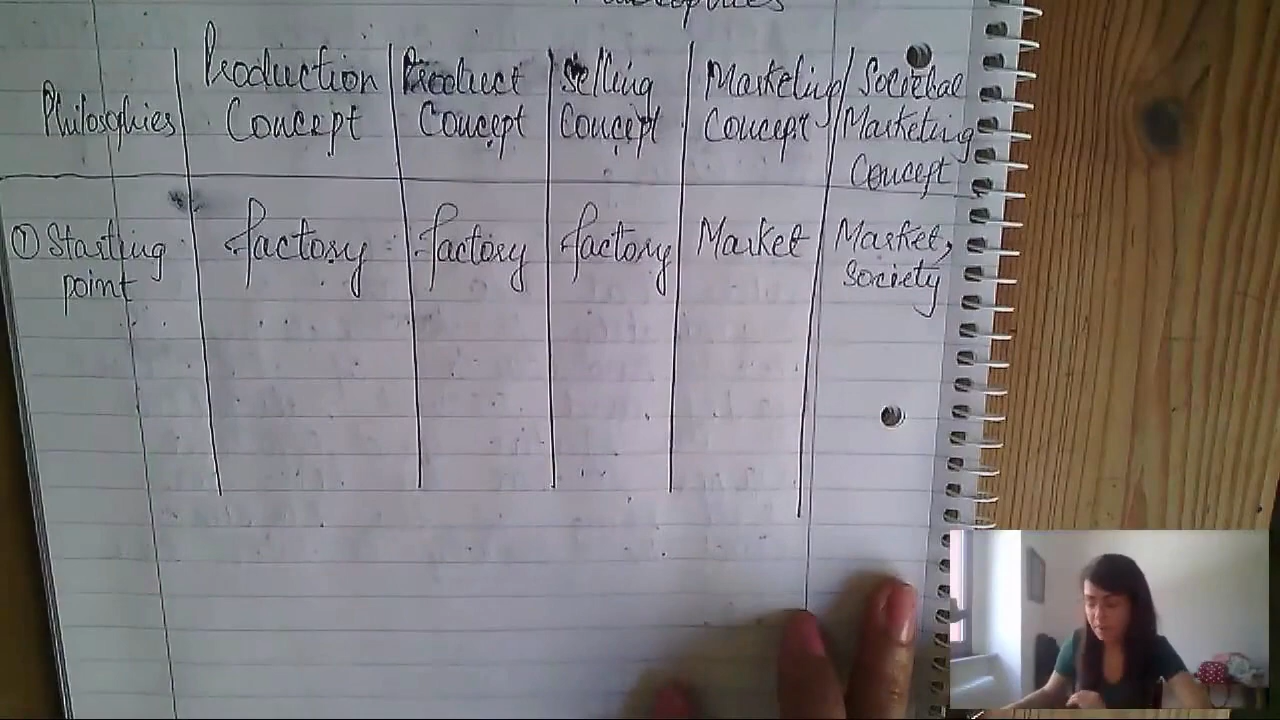 Philosophies
Production Concept
Product Concept
Selling Concept
Marketing Concept
Societal Marketing Concept
① Starting point
factory
factory
factory
Market
Market, Society